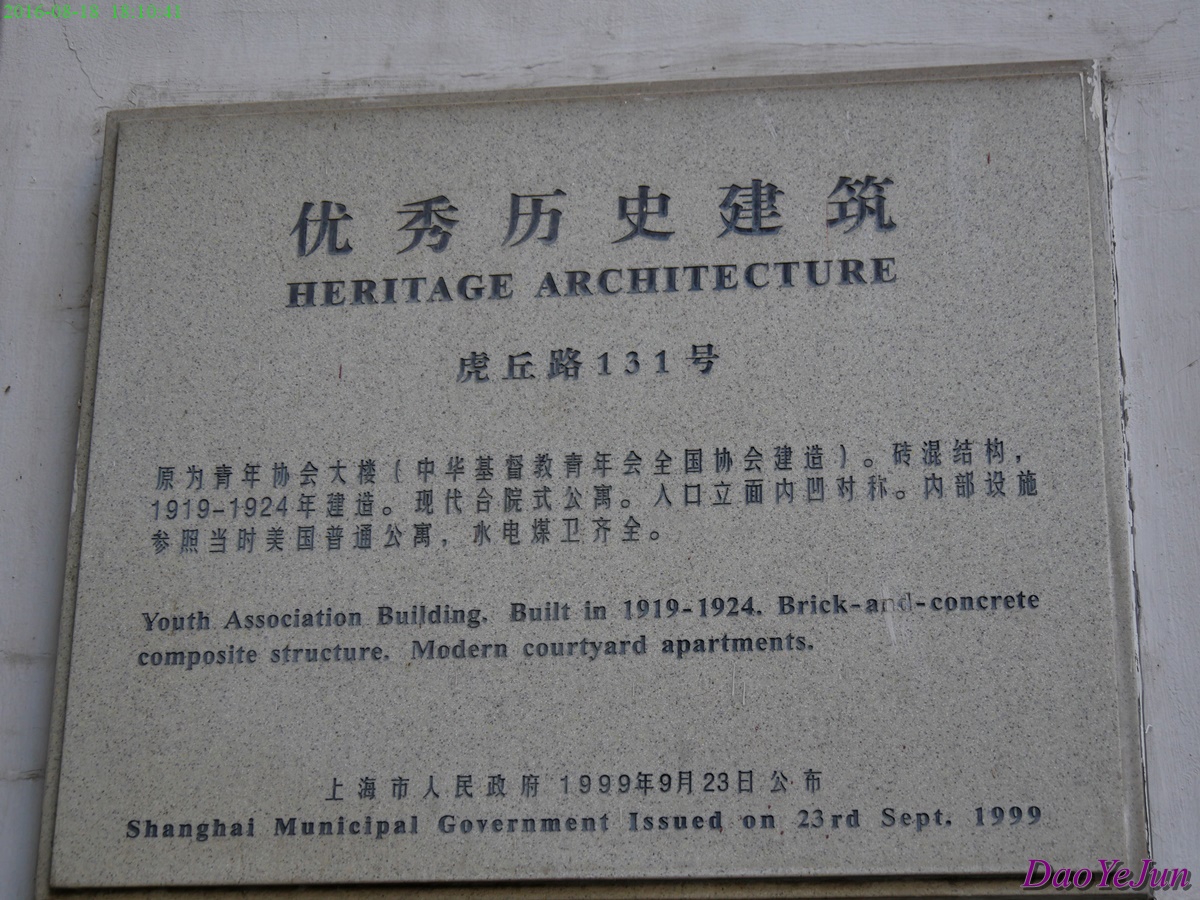 优秀历史建筑
HERITAGE ARCHITECTURE
虎丘路131号
原为青年协会大楼(中华基督教青年会全国协会建造)。砖混结构,
1919-1924年建造。现代合院式公寓。入口立面内凹对称。内部设施
参照当时美国普通公寓,水电煤卫齐全。
Youth Association Building. Built in 1919-1924. Brick-and-concrete
composite structure. Modern courtyard apartments.
上海市人民政府 1999年9月23日公布
Shanghai Municipal Government Issued on 23rd Sept. 1999
DaoYeJun